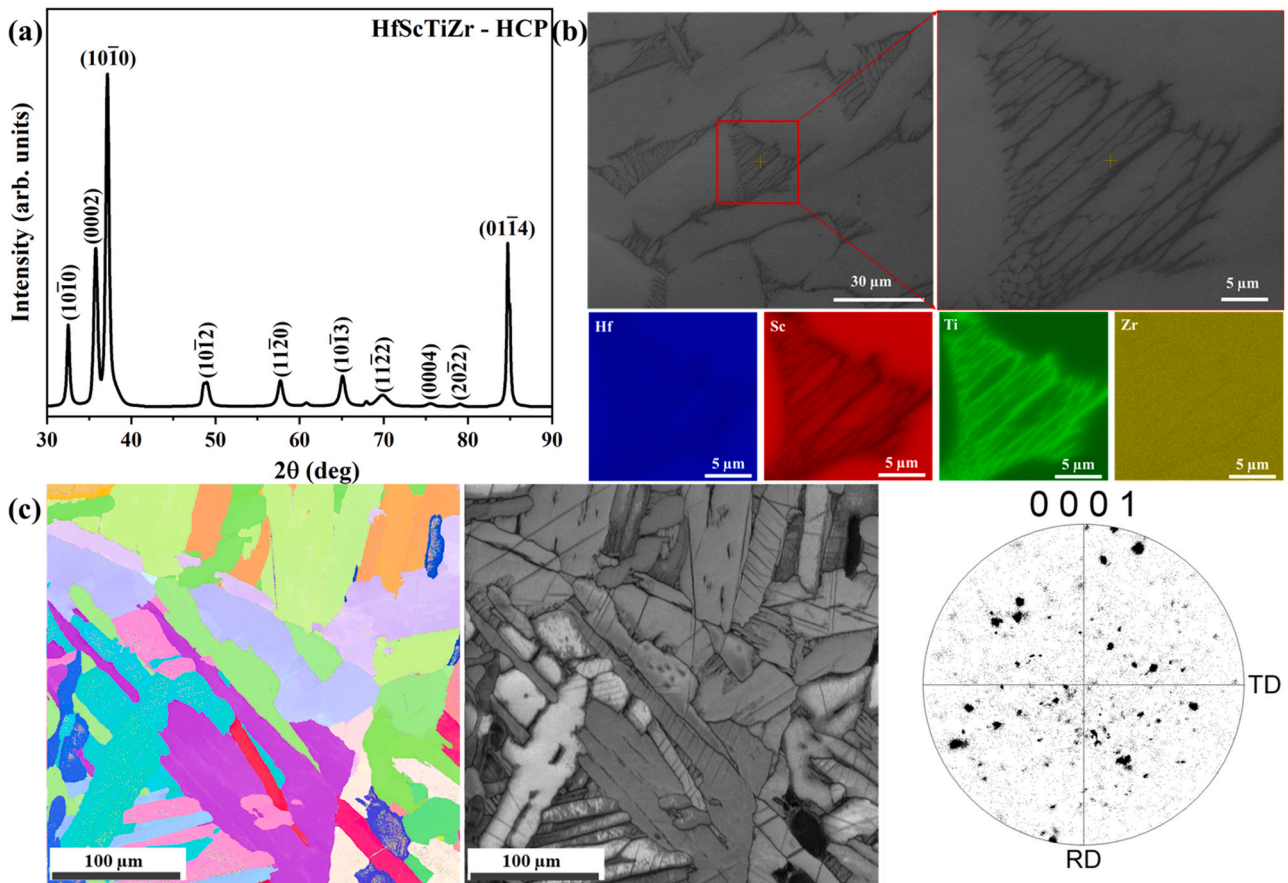 (a)
HfScTiZr - HCP
(101̄0)
(0002)
(101̄0)
(101̄2)
(112̄0)
(101̄3)
(11̄22)
(0004)
(202̄2)
(011̄4)
Intensity (arb. units)
30 40 50 60 70 80 90
2θ (deg)
(b)
30 µm
5 µm
Hf
5 µm
Sc
5 µm
Ti
5 µm
Zr
5 µm
(c)
100 µm
100 µm
0 0 0 1
TD
RD